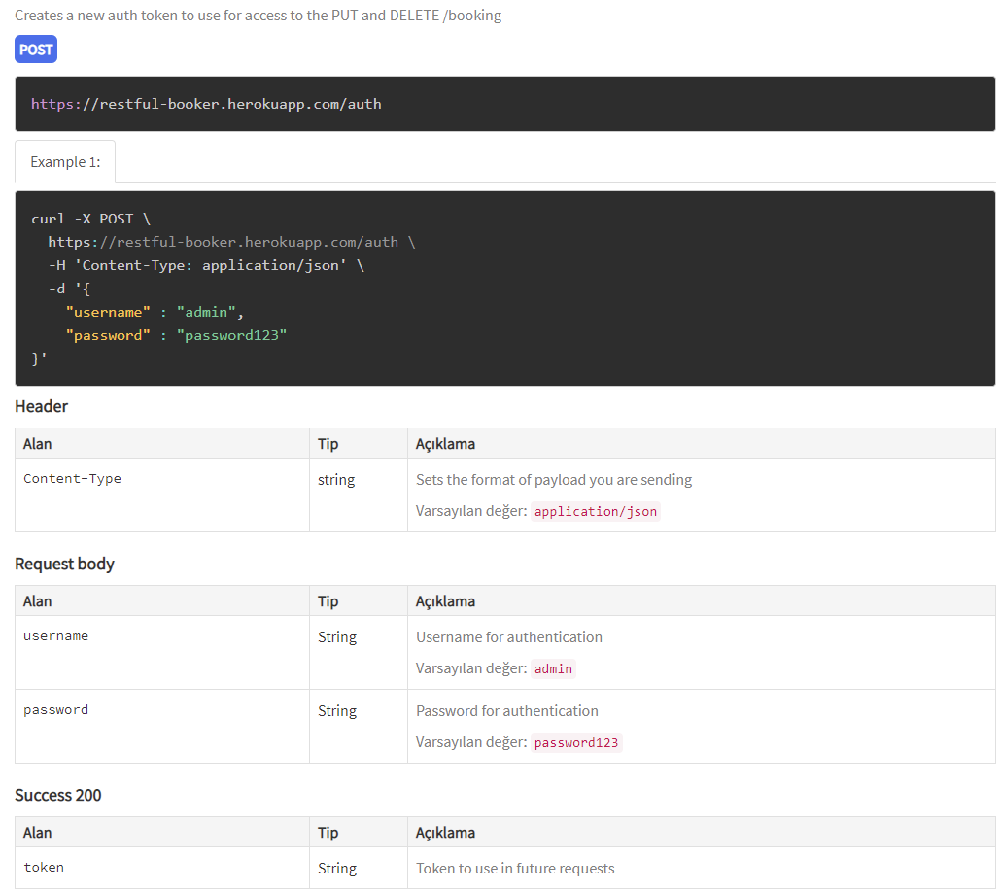 Creates a new auth token to use for access to the PUT and DELETE /booking
POST
https://restful-booker.herokuapp.com/auth
Example 1:
curl -X POST \
  https://restful-booker.herokuapp.com/auth \
  -H 'Content-Type: application/json' \
  -d '{
    "username" : "admin",
    "password" : "password123"
}'
Header
Alan Tip Açıklama
Content-Type string Sets the format of payload you are sending
Varsayılan değer: application/json
Request body
Alan Tip Açıklama
username String Username for authentication
Varsayılan değer: admin
password String Password for authentication
Varsayılan değer: password123
Success 200
Alan Tip Açıklama
token String Token to use in future requests